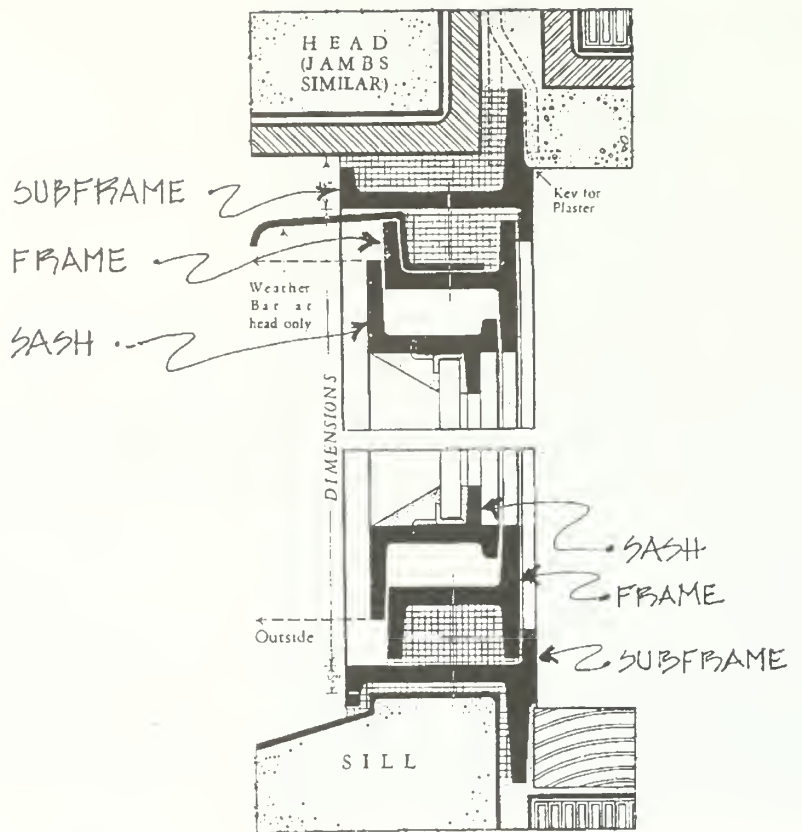 HEAD
(JAMBS
SIMILAR)
SUBFRAME
Key for
Plaster
FRAME
Weather
Bar at
head only
SASH
DIMENSIONS
SASH
FRAME
Outside
SUBFRAME
SILL